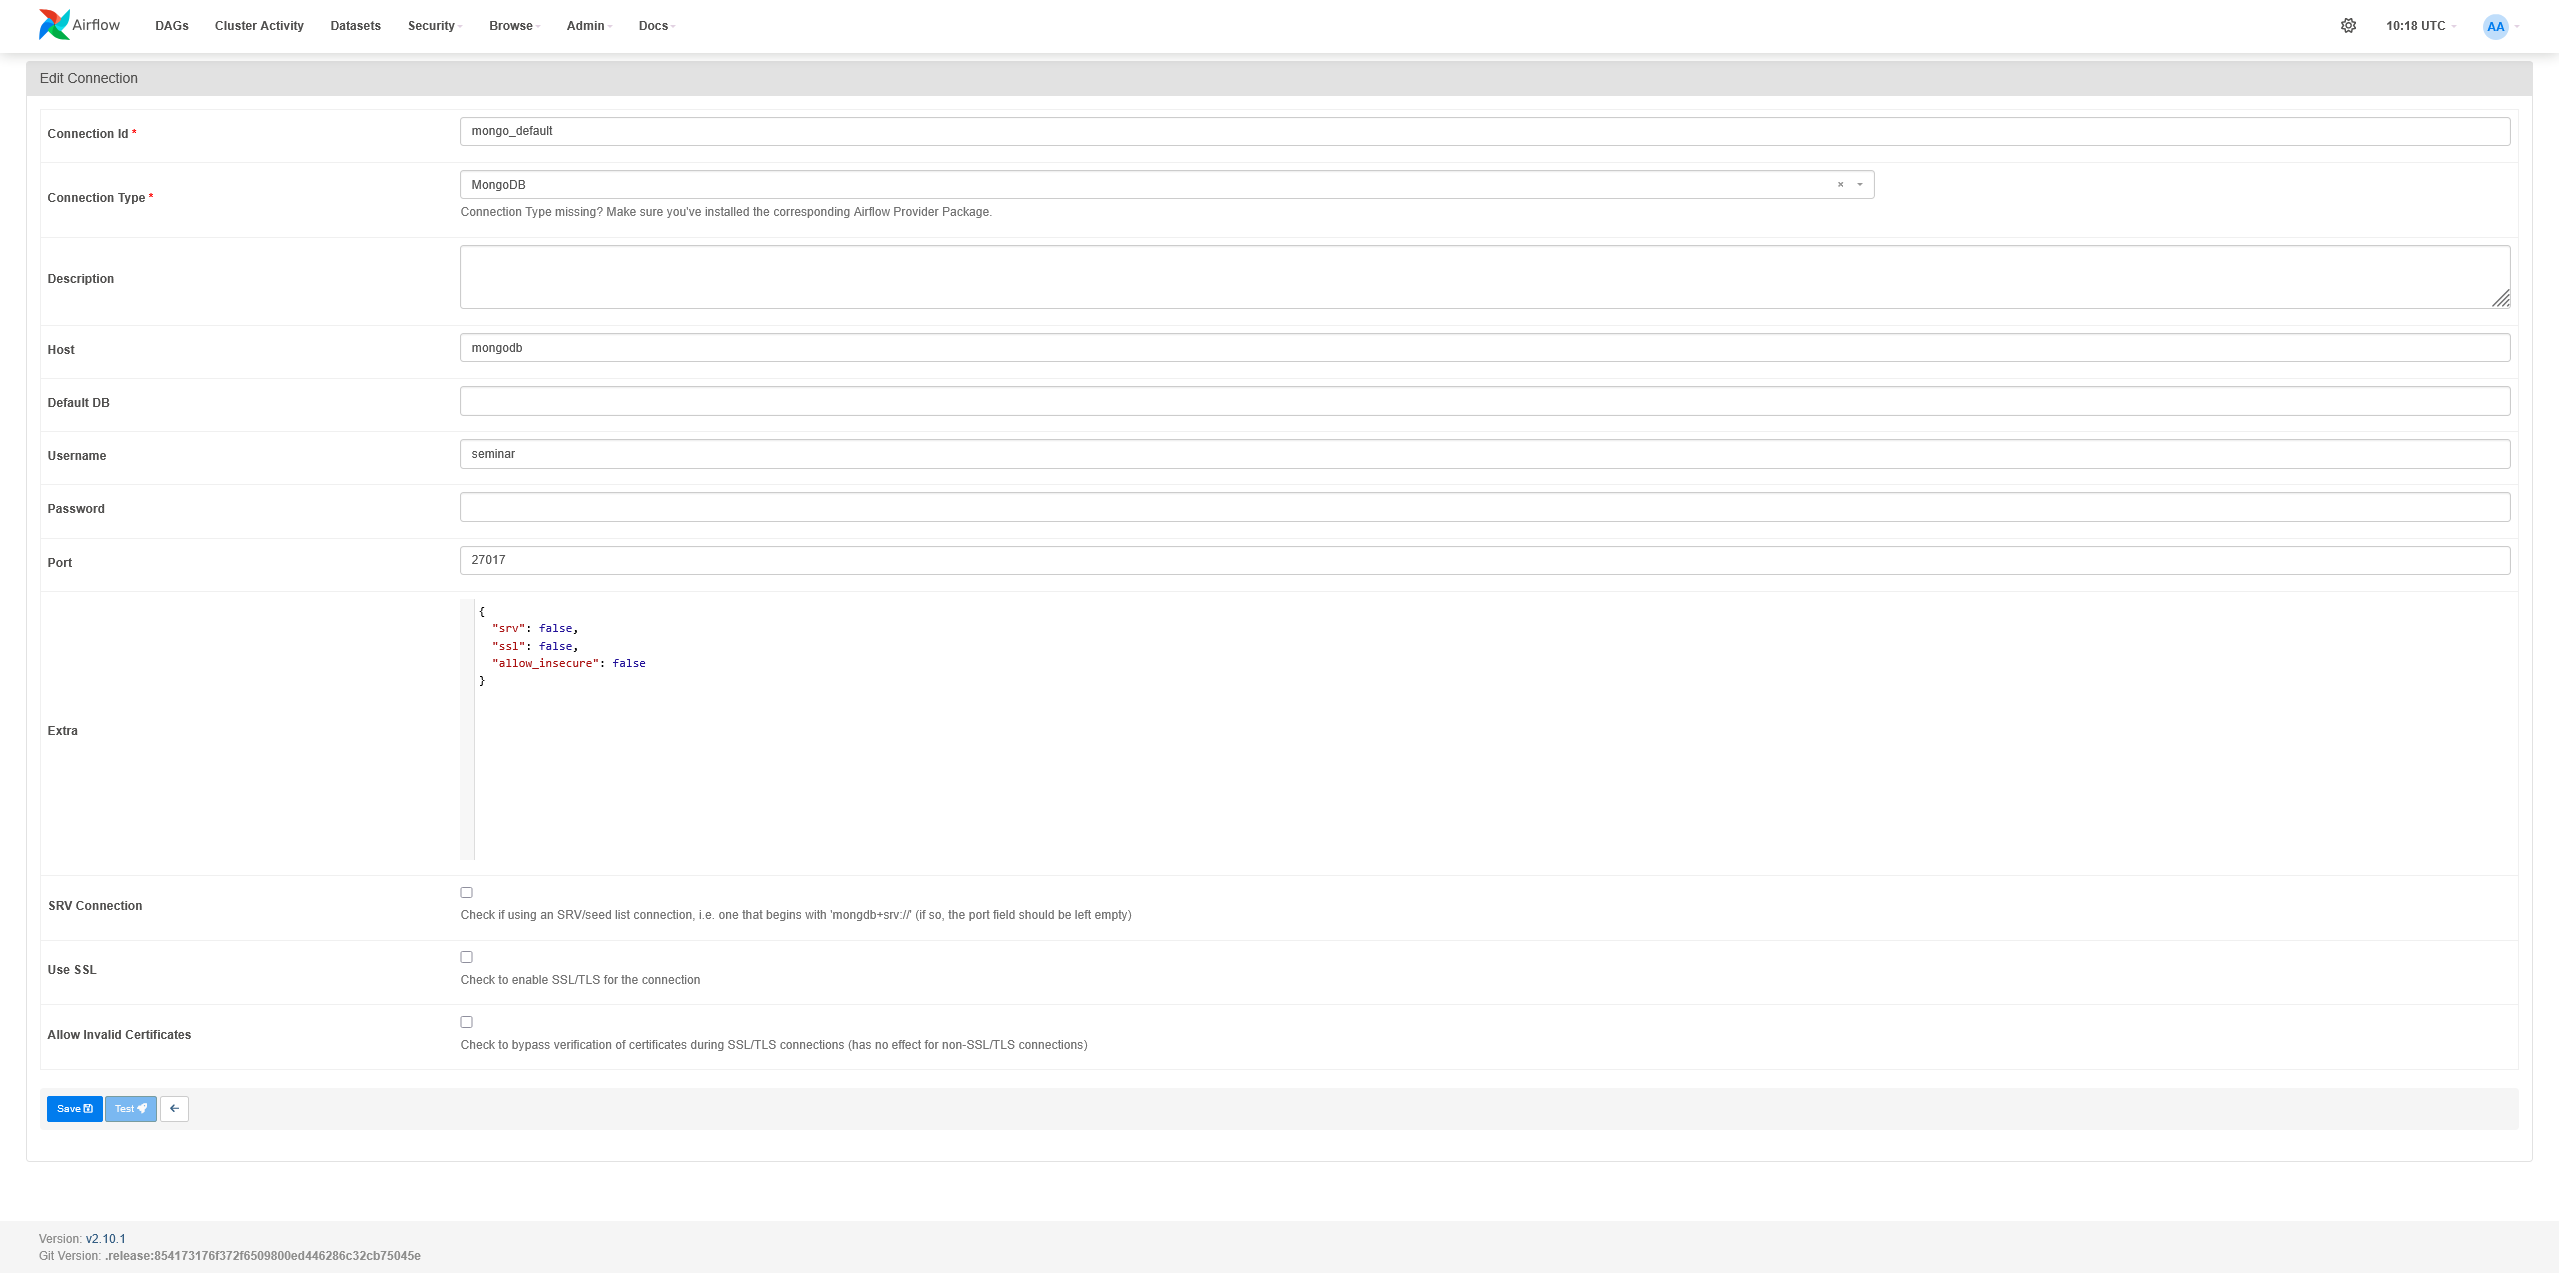 Airflow DAGs Cluster Activity Datasets Security Browse Admin Docs 10:18 UTC AA
Edit Connection
Connection Id * mongo_default
Connection Type * MongoDB × 
Connection Type missing? Make sure you've installed the corresponding Airflow Provider Package.
Description
Host mongodb
Default DB
Username seminar
Password
Port 27017
Extra
{
"srv": false,
"ssl": false,
"allow_insecure": false
}
SRV Connection
Check if using an SRV/seed list connection, i.e. one that begins with 'mongdb+srv://' (if so, the port field should be left empty)
Use SSL
Check to enable SSL/TLS for the connection
Allow Invalid Certificates
Check to bypass verification of certificates during SSL/TLS connections (has no effect for non-SSL/TLS connections)
Save Test
Version: v2.10.1
Git Version: .release:854173176f372f6509800ed446286c32cb75045e